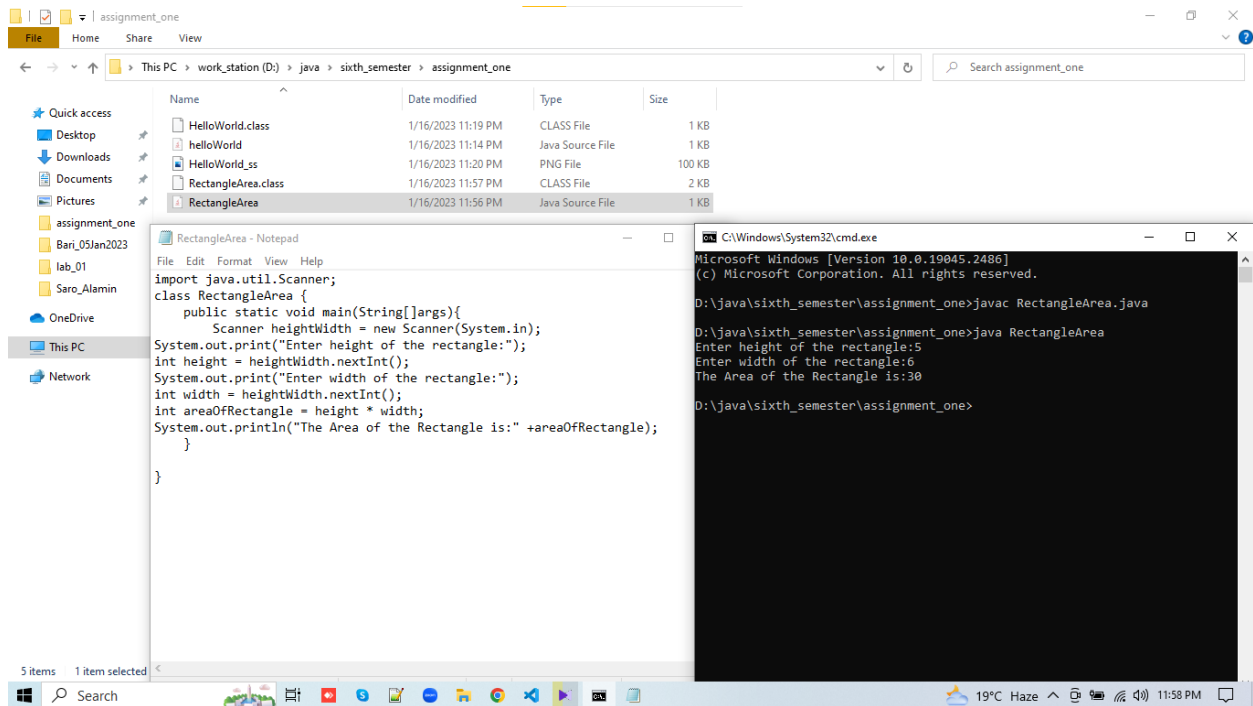 assignment_one
File Home Share View
This PC › work_station (D:) › java › sixth_semester › assignment_one
Search assignment_one
Name Date modified Type Size
HelloWorld.class 1/16/2023 11:19 PM CLASS File 1 KB
helloWorld 1/16/2023 11:14 PM Java Source File 1 KB
HelloWorld_ss 1/16/2023 11:20 PM PNG File 100 KB
RectangleArea.class 1/16/2023 11:57 PM CLASS File 2 KB
RectangleArea 1/16/2023 11:56 PM Java Source File 1 KB
Quick access
Desktop
Downloads
Documents
Pictures
assignment_one
Bari_05Jan2023
lab_01
Saro_Alamin
OneDrive
This PC
Network
5 items 1 item selected
RectangleArea - Notepad
File Edit Format View Help
import java.util.Scanner;
class RectangleArea {
    public static void main(String[]args){
        Scanner heightWidth = new Scanner(System.in);
System.out.print("Enter height of the rectangle:");
int height = heightWidth.nextInt();
System.out.print("Enter width of the rectangle:");
int width = heightWidth.nextInt();
int areaOfRectangle = height * width;
System.out.println("The Area of the Rectangle is:" +areaOfRectangle);
    }
}
C:\Windows\System32\cmd.exe
Microsoft Windows [Version 10.0.19045.2486]
(c) Microsoft Corporation. All rights reserved.
D:\java\sixth_semester\assignment_one>javac RectangleArea.java
D:\java\sixth_semester\assignment_one>java RectangleArea
Enter height of the rectangle:5
Enter width of the rectangle:6
The Area of the Rectangle is:30
D:\java\sixth_semester\assignment_one>
Search
19°C Haze 11:58 PM